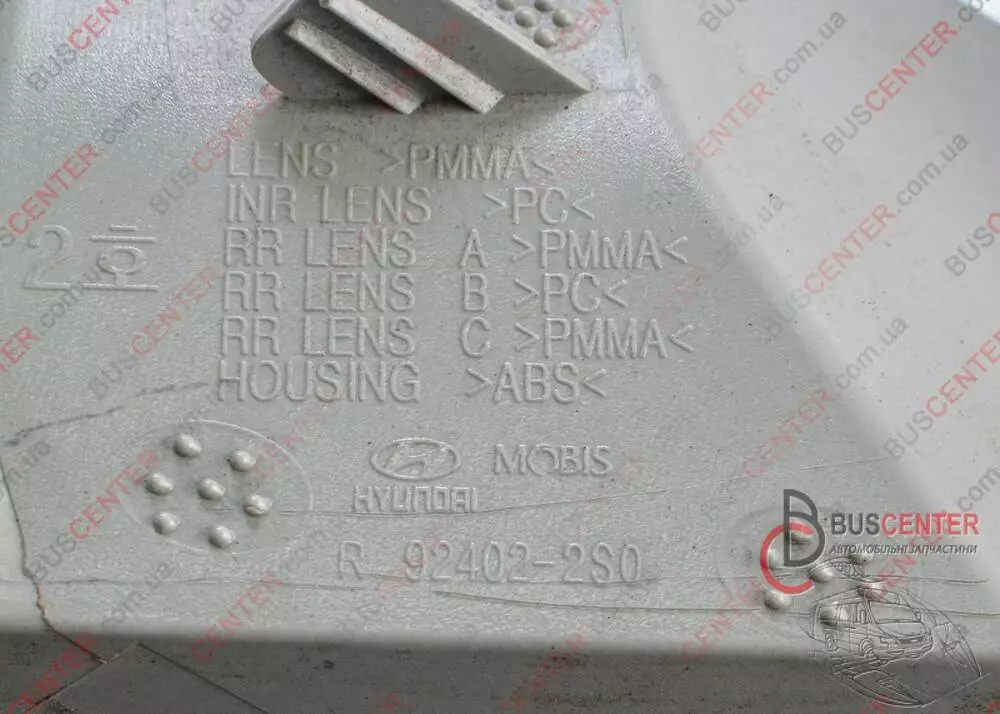 LENS >PMMA<
INR LENS >PC<
RR LENS A >PMMA<
RR LENS B >PC<
RR LENS C >PMMA<
HOUSING >ABS<
2호
HYUNDAI MOBIS
R 92402-2S0
BUSCENTER
АВТОМОБІЛЬНІ ЗАПЧАСТИНИ
BUSCENTER.com.ua